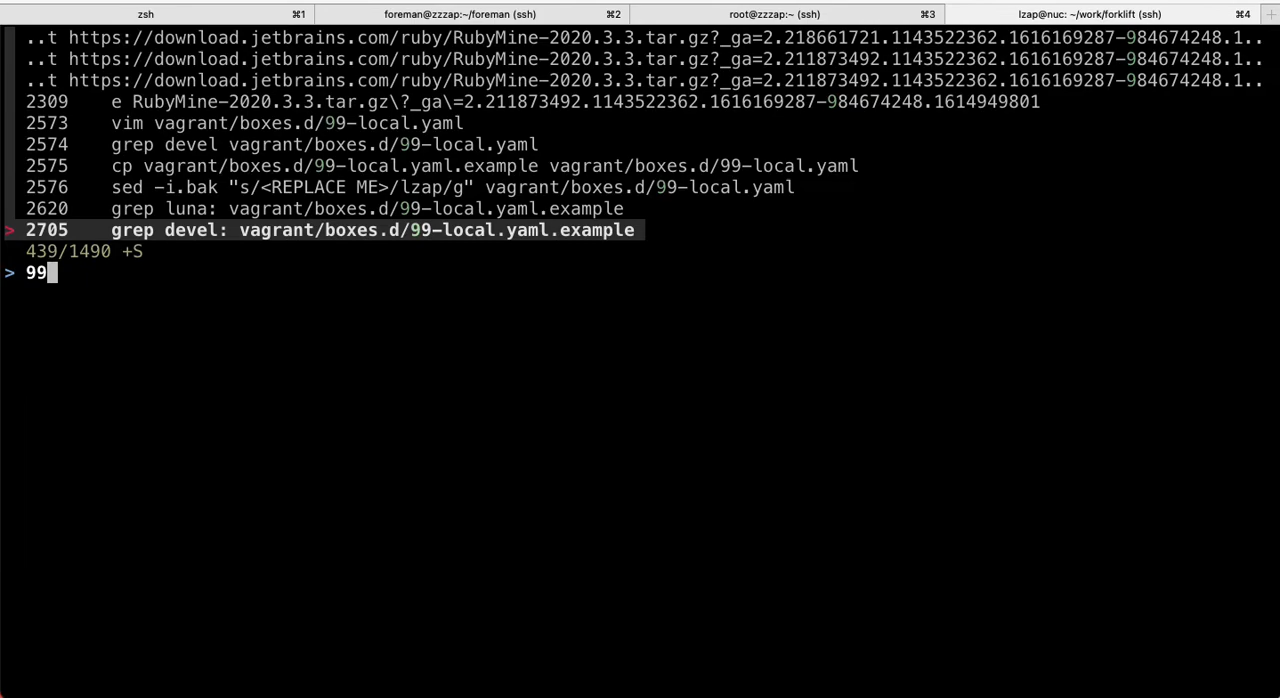 zsh ⌘1 foreman@zzzap:~/foreman (ssh) ⌘2 root@zzzap:~ (ssh) ⌘3 lzap@nuc: ~/work/forklift (ssh) ⌘4 +
..t https://download.jetbrains.com/ruby/RubyMine-2020.3.3.tar.gz?_ga=2.218661721.1143522362.1616169287-984674248.1..
..t https://download.jetbrains.com/ruby/RubyMine-2020.3.3.tar.gz?_ga=2.211873492.1143522362.1616169287-984674248.1..
..t https://download.jetbrains.com/ruby/RubyMine-2020.3.3.tar.gz?_ga=2.211873492.1143522362.1616169287-984674248.1..
2309 e RubyMine-2020.3.3.tar.gz\?_ga\=2.211873492.1143522362.1616169287-984674248.1614949801
2573 vim vagrant/boxes.d/99-local.yaml
2574 grep devel vagrant/boxes.d/99-local.yaml
2575 cp vagrant/boxes.d/99-local.yaml.example vagrant/boxes.d/99-local.yaml
2576 sed -i.bak "s/<REPLACE ME>/lzap/g" vagrant/boxes.d/99-local.yaml
2620 grep luna: vagrant/boxes.d/99-local.yaml.example
> 2705 grep devel: vagrant/boxes.d/99-local.yaml.example
439/1490 +S
> 99